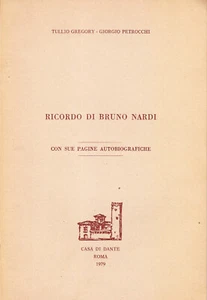 TULLIO GREGORY - GIORGIO PETROCCHI
RICORDO DI BRUNO NARDI
CON SUE PAGINE AUTOBIOGRAFICHE
CASA DI DANTE
ROMA
1979